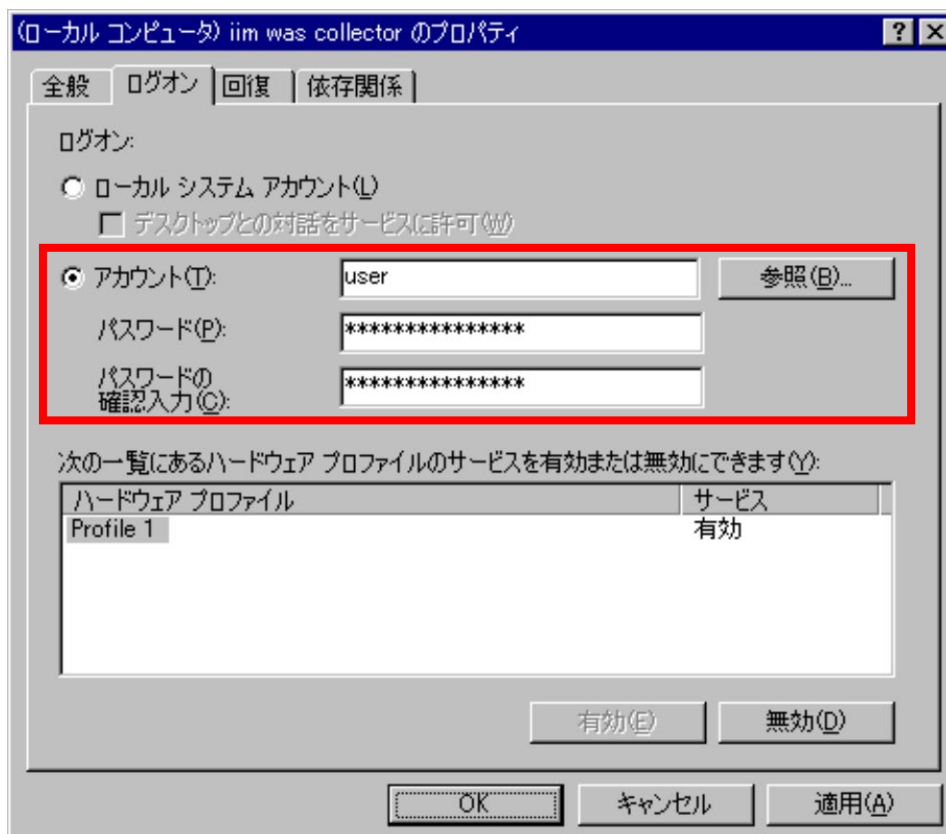 (ローカル コンピュータ) iim was collector のプロパティ
全般 ログオン 回復 依存関係
ログオン:
ローカル システム アカウント(L)
デスクトップとの対話をサービスに許可(W)
アカウント(T): user 参照(B)...
パスワード(P): ***************
パスワードの
確認入力(C): ***************
次の一覧にあるハードウェア プロファイルのサービスを有効または無効にできます(Y):
ハードウェア プロファイル サービス
Profile 1 有効
有効(E) 無効(D)
OK キャンセル 適用(A)